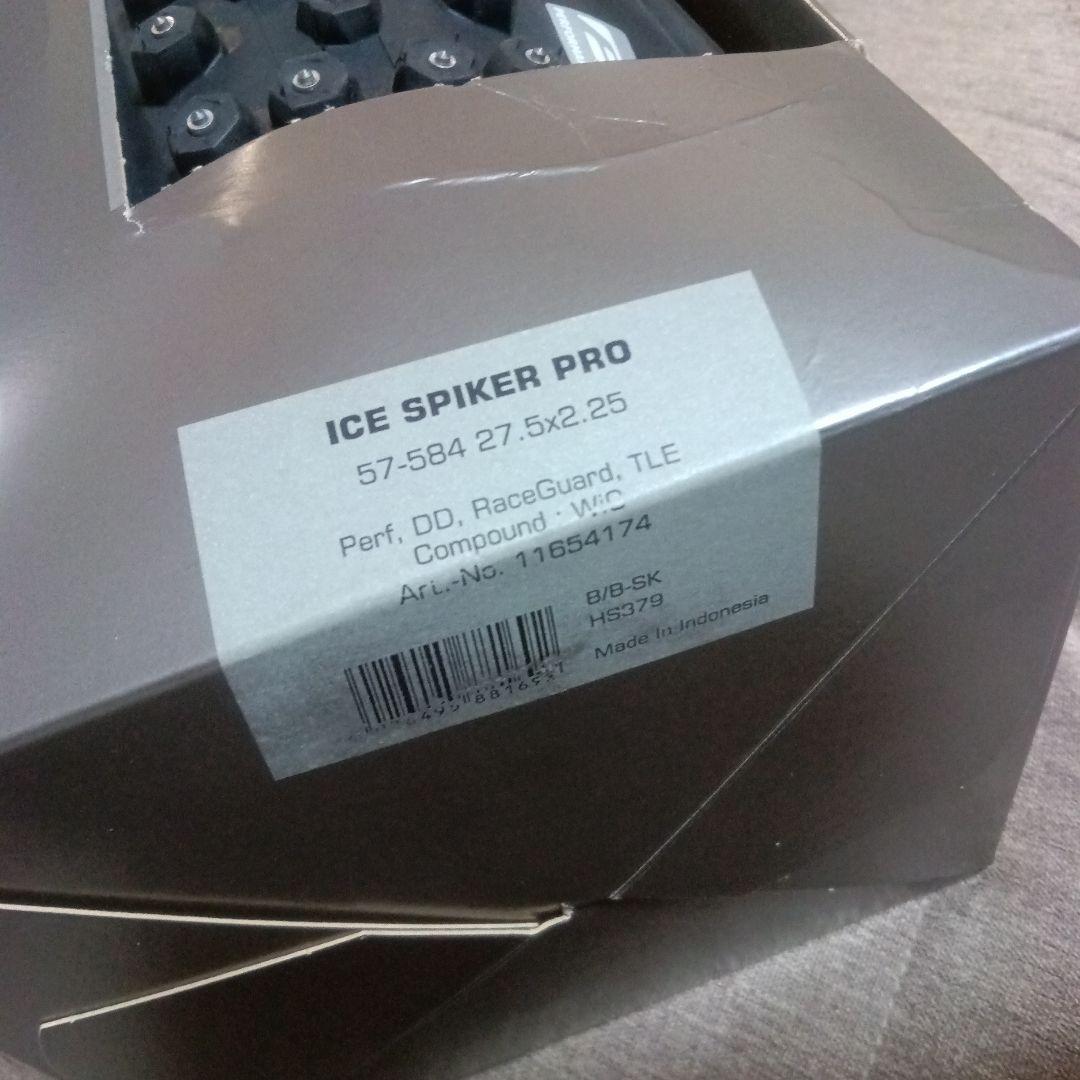 ICE SPIKER PRO
57-584 27.5x2.25
Perf, DD, RaceGuard, TLE
Compound : WiC
Art.-No. 11654174
B/B-SK
HS379
Made In Indonesia